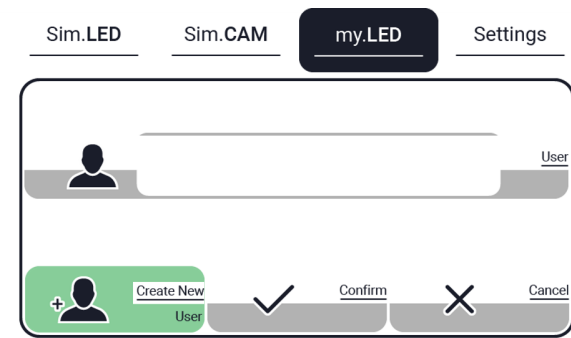 Sim.LED Sim.CAM my.LED Settings
User
Create New
User
Confirm
Cancel